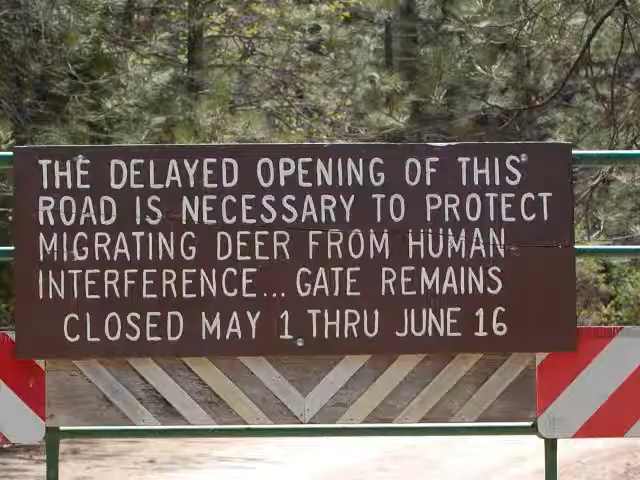 THE DELAYED OPENING OF THIS
ROAD IS NECESSARY TO PROTECT
MIGRATING DEER FROM HUMAN
INTERFERENCE... GATE REMAINS
CLOSED MAY 1 THRU JUNE 16